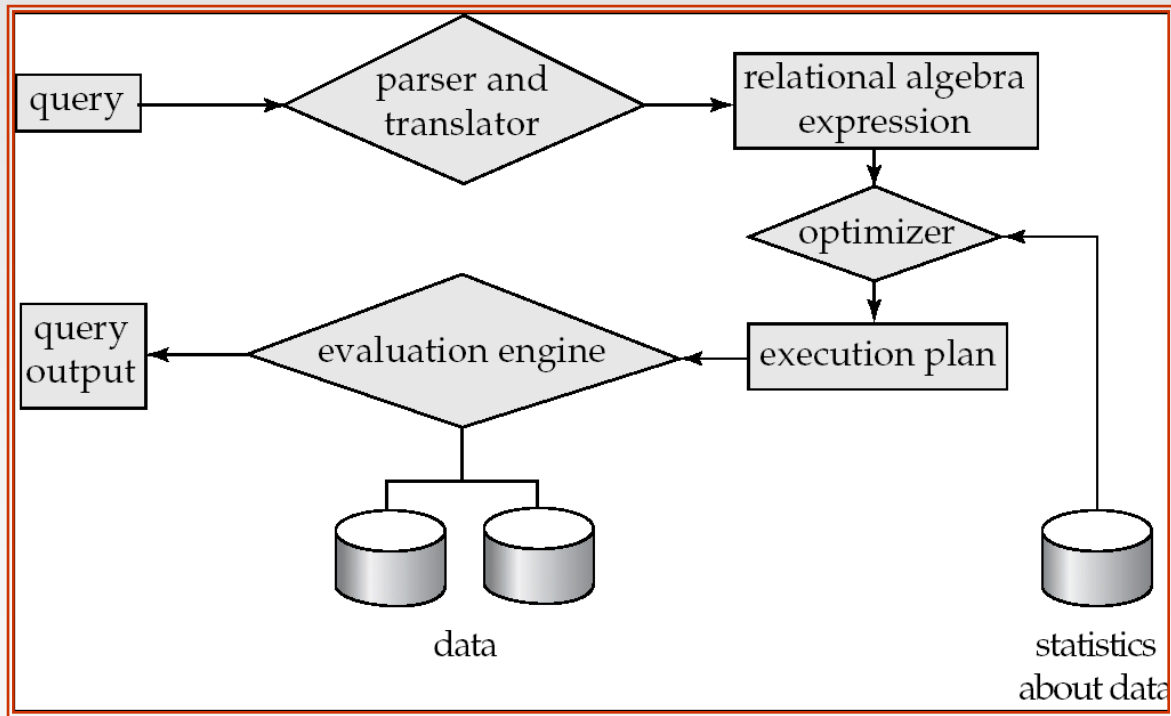 query
parser and
translator
relational algebra
expression
optimizer
query
output
evaluation engine
execution plan
data
statistics
about data